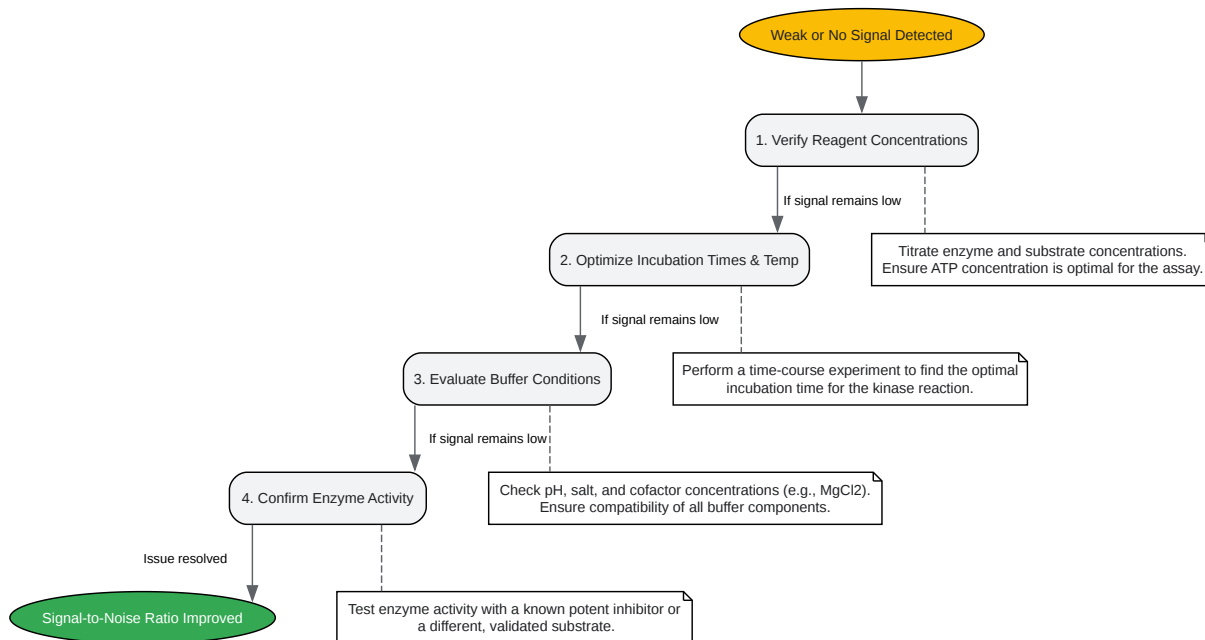 Weak or No Signal Detected
1. Verify Reagent Concentrations
If signal remains low
Titrate enzyme and substrate concentrations.
Ensure ATP concentration is optimal for the assay.
2. Optimize Incubation Times & Temp
If signal remains low
Perform a time-course experiment to find the optimal
incubation time for the kinase reaction.
3. Evaluate Buffer Conditions
If signal remains low
Check pH, salt, and cofactor concentrations (e.g., MgCl2).
Ensure compatibility of all buffer components.
4. Confirm Enzyme Activity
Issue resolved
Test enzyme activity with a known potent inhibitor or
a different, validated substrate.
Signal-to-Noise Ratio Improved